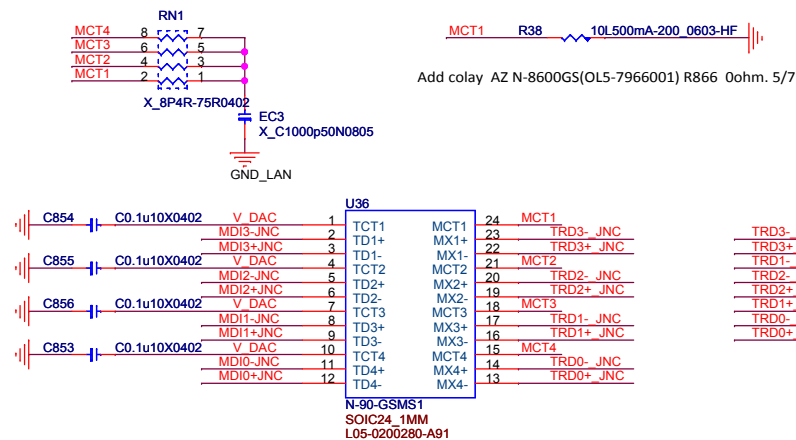 RN1
MCT4 8 7
MCT3 6 5
MCT2 4 3
MCT1 2 1
X_8P4R-75R0402
EC3
X_C1000p50N0805
GND_LAN
MCT1 R38 10L500mA-200_0603-HF
Add colay AZ N-8600GS(OL5-7966001) R866 0ohm. 5/7
U36
C854 C0.1u10X0402 V_DAC 1 TCT1 MCT1 24 MCT1
MDI3-JNC 2 TD1+ MX1+ 23 TRD3-_JNC
MDI3+JNC 3 TD1- MX1- 22 TRD3+_JNC
C855 C0.1u10X0402 V_DAC 4 TCT2 MCT2 21 MCT2
MDI2-JNC 5 TD2+ MX2+ 20 TRD2-_JNC
MDI2+JNC 6 TD2- MX2- 19 TRD2+_JNC
C856 C0.1u10X0402 V_DAC 7 TCT3 MCT3 18 MCT3
MDI1-JNC 8 TD3+ MX3+ 17 TRD1-_JNC
MDI1+JNC 9 TD3- MX3- 16 TRD1+_JNC
C853 C0.1u10X0402 V_DAC 10 TCT4 MCT4 15 MCT4
MDI0-JNC 11 TD4+ MX4+ 14 TRD0-_JNC
MDI0+JNC 12 TD4- MX4- 13 TRD0+_JNC
N-90-GSMS1
SOIC24_1MM
L05-0200280-A91
TRD3-_
TRD3+_
TRD1-_
TRD2-_
TRD2+_
TRD1+_
TRD0-_
TRD0+_